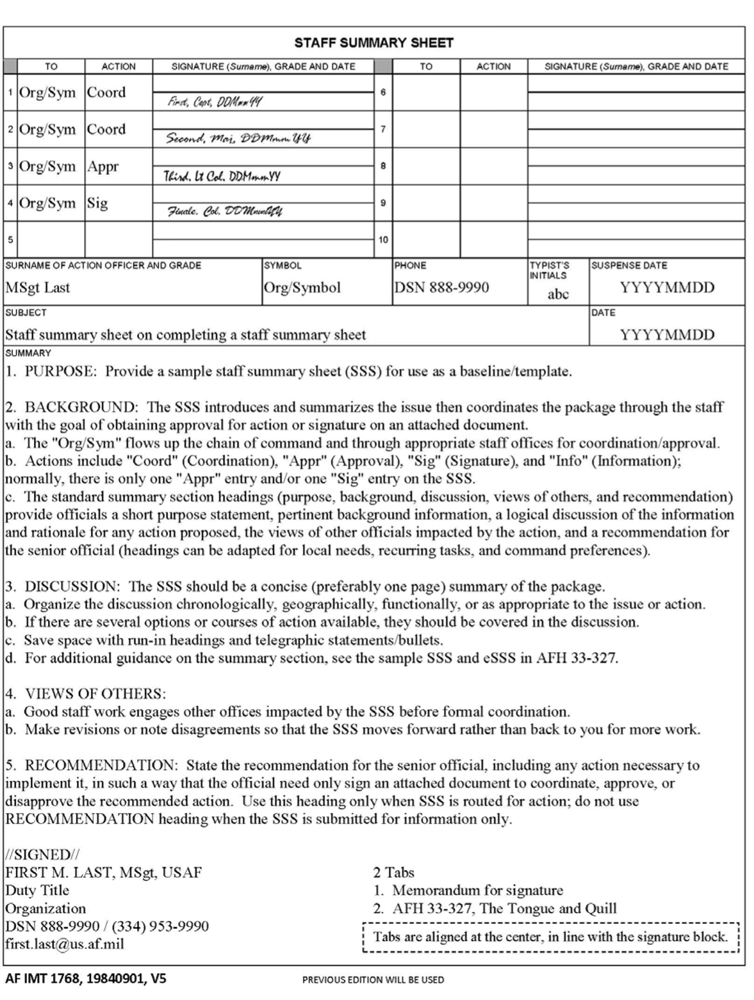 STAFF SUMMARY SHEET
TO ACTION SIGNATURE (Surname), GRADE AND DATE TO ACTION SIGNATURE (Surname), GRADE AND DATE
1 Org/Sym Coord First, Capt, DDMmmYY 6
2 Org/Sym Coord Second, Maj, DDMmmYY 7
3 Org/Sym Appr Third, Lt Col, DDMmmYY 8
4 Org/Sym Sig Finale, Col, DDMmmYY 9
5 10
SURNAME OF ACTION OFFICER AND GRADE SYMBOL PHONE TYPIST'S INITIALS SUSPENSE DATE
MSgt Last Org/Symbol DSN 888-9990 abc YYYYMMDD
SUBJECT DATE
Staff summary sheet on completing a staff summary sheet YYYYMMDD
SUMMARY
1. PURPOSE: Provide a sample staff summary sheet (SSS) for use as a baseline/template.
2. BACKGROUND: The SSS introduces and summarizes the issue then coordinates the package through the staff
with the goal of obtaining approval for action or signature on an attached document.
a. The "Org/Sym" flows up the chain of command and through appropriate staff offices for coordination/approval.
b. Actions include "Coord" (Coordination), "Appr" (Approval), "Sig" (Signature), and "Info" (Information);
normally, there is only one "Appr" entry and/or one "Sig" entry on the SSS.
c. The standard summary section headings (purpose, background, discussion, views of others, and recommendation)
provide officials a short purpose statement, pertinent background information, a logical discussion of the information
and rationale for any action proposed, the views of other officials impacted by the action, and a recommendation for
the senior official (headings can be adapted for local needs, recurring tasks, and command preferences).
3. DISCUSSION: The SSS should be a concise (preferably one page) summary of the package.
a. Organize the discussion chronologically, geographically, functionally, or as appropriate to the issue or action.
b. If there are several options or courses of action available, they should be covered in the discussion.
c. Save space with run-in headings and telegraphic statements/bullets.
d. For additional guidance on the summary section, see the sample SSS and eSSS in AFH 33-327.
4. VIEWS OF OTHERS:
a. Good staff work engages other offices impacted by the SSS before formal coordination.
b. Make revisions or note disagreements so that the SSS moves forward rather than back to you for more work.
5. RECOMMENDATION: State the recommendation for the senior official, including any action necessary to
implement it, in such a way that the official need only sign an attached document to coordinate, approve, or
disapprove the recommended action. Use this heading only when SSS is routed for action; do not use
RECOMMENDATION heading when the SSS is submitted for information only.
//SIGNED//
FIRST M. LAST, MSgt, USAF
Duty Title
Organization
DSN 888-9990 / (334) 953-9990
first.last@us.af.mil
2 Tabs
1. Memorandum for signature
2. AFH 33-327, The Tongue and Quill
Tabs are aligned at the center, in line with the signature block.
AF IMT 1768, 19840901, V5 PREVIOUS EDITION WILL BE USED